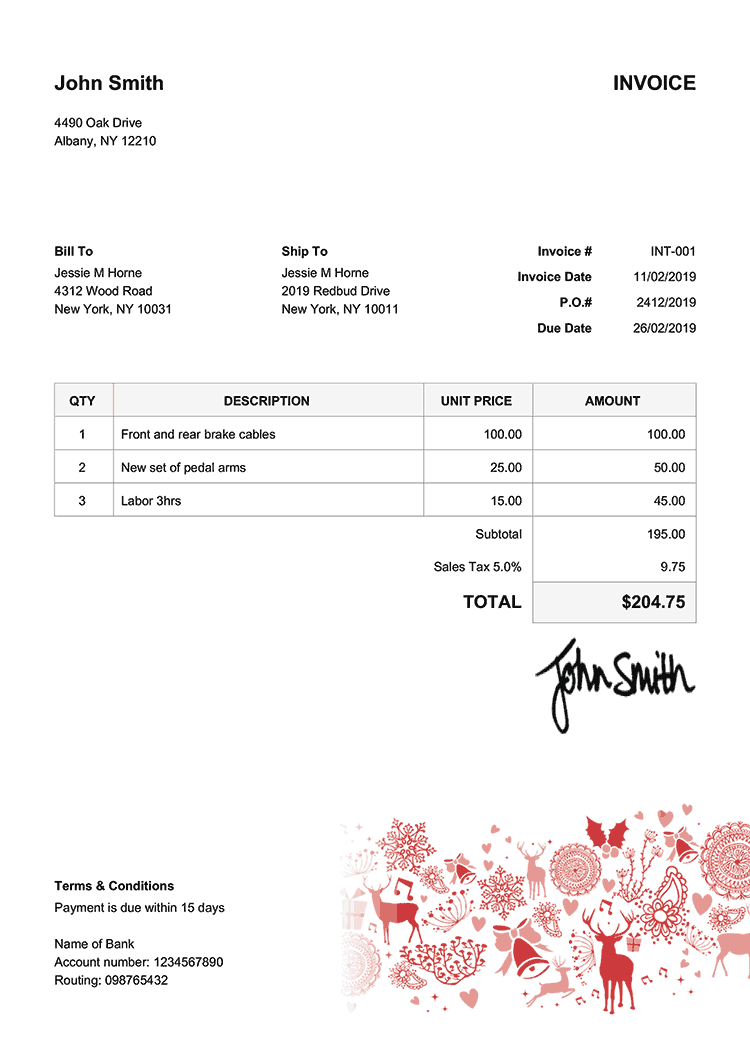 John Smith
INVOICE
4490 Oak Drive
Albany, NY 12210
Bill To
Jessie M Horne
4312 Wood Road
New York, NY 10031
Ship To
Jessie M Horne
2019 Redbud Drive
New York, NY 10011
Invoice # INT-001
Invoice Date 11/02/2019
P.O.# 2412/2019
Due Date 26/02/2019
QTY DESCRIPTION UNIT PRICE AMOUNT
1 Front and rear brake cables 100.00 100.00
2 New set of pedal arms 25.00 50.00
3 Labor 3hrs 15.00 45.00
Subtotal 195.00
Sales Tax 5.0% 9.75
TOTAL $204.75
John Smith
Terms & Conditions
Payment is due within 15 days
Name of Bank
Account number: 1234567890
Routing: 098765432